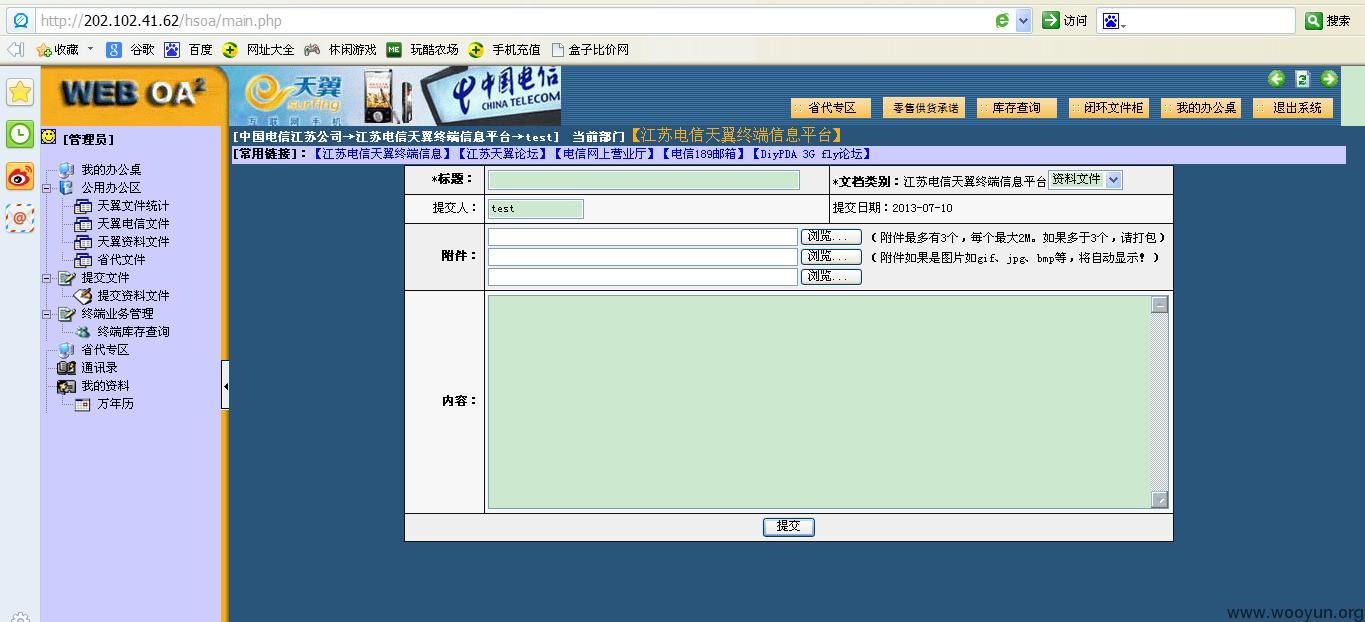 http://202.102.41.62/hsoa/main.php 访问 搜索
收藏 谷歌 百度 网址大全 休闲游戏 ME 玩酷农场 手机充值 盒子比价网
WEB OA² 天翼 surfing 互联网手机 中国电信 CHINA TELECOM
省代专区 零售供货承诺 库存查询 闭环文件柜 我的办公桌 退出系统
[管理员] [中国电信江苏公司→江苏电信天翼终端信息平台→test] 当前部门【江苏电信天翼终端信息平台】
[常用链接]：【江苏电信天翼终端信息】【江苏天翼论坛】【电信网上营业厅】【电信189邮箱】【DiyPDA 3G fly论坛】
我的办公桌
公用办公区
天翼文件统计
天翼电信文件
天翼资料文件
省代文件
提交文件
提交资料文件
终端业务管理
终端库存查询
省代专区
通讯录
我的资料
万年历
*标题： *文档类别：江苏电信天翼终端信息平台 资料文件
提交人： test 提交日期：2013-07-10
附件： 浏览... （附件最多有3个，每个最大2M。如果多于3个，请打包）
浏览... （附件如果是图片如gif、jpg、bmp等，将自动显示！）
浏览...
内容：
提交
www.wooyun.org